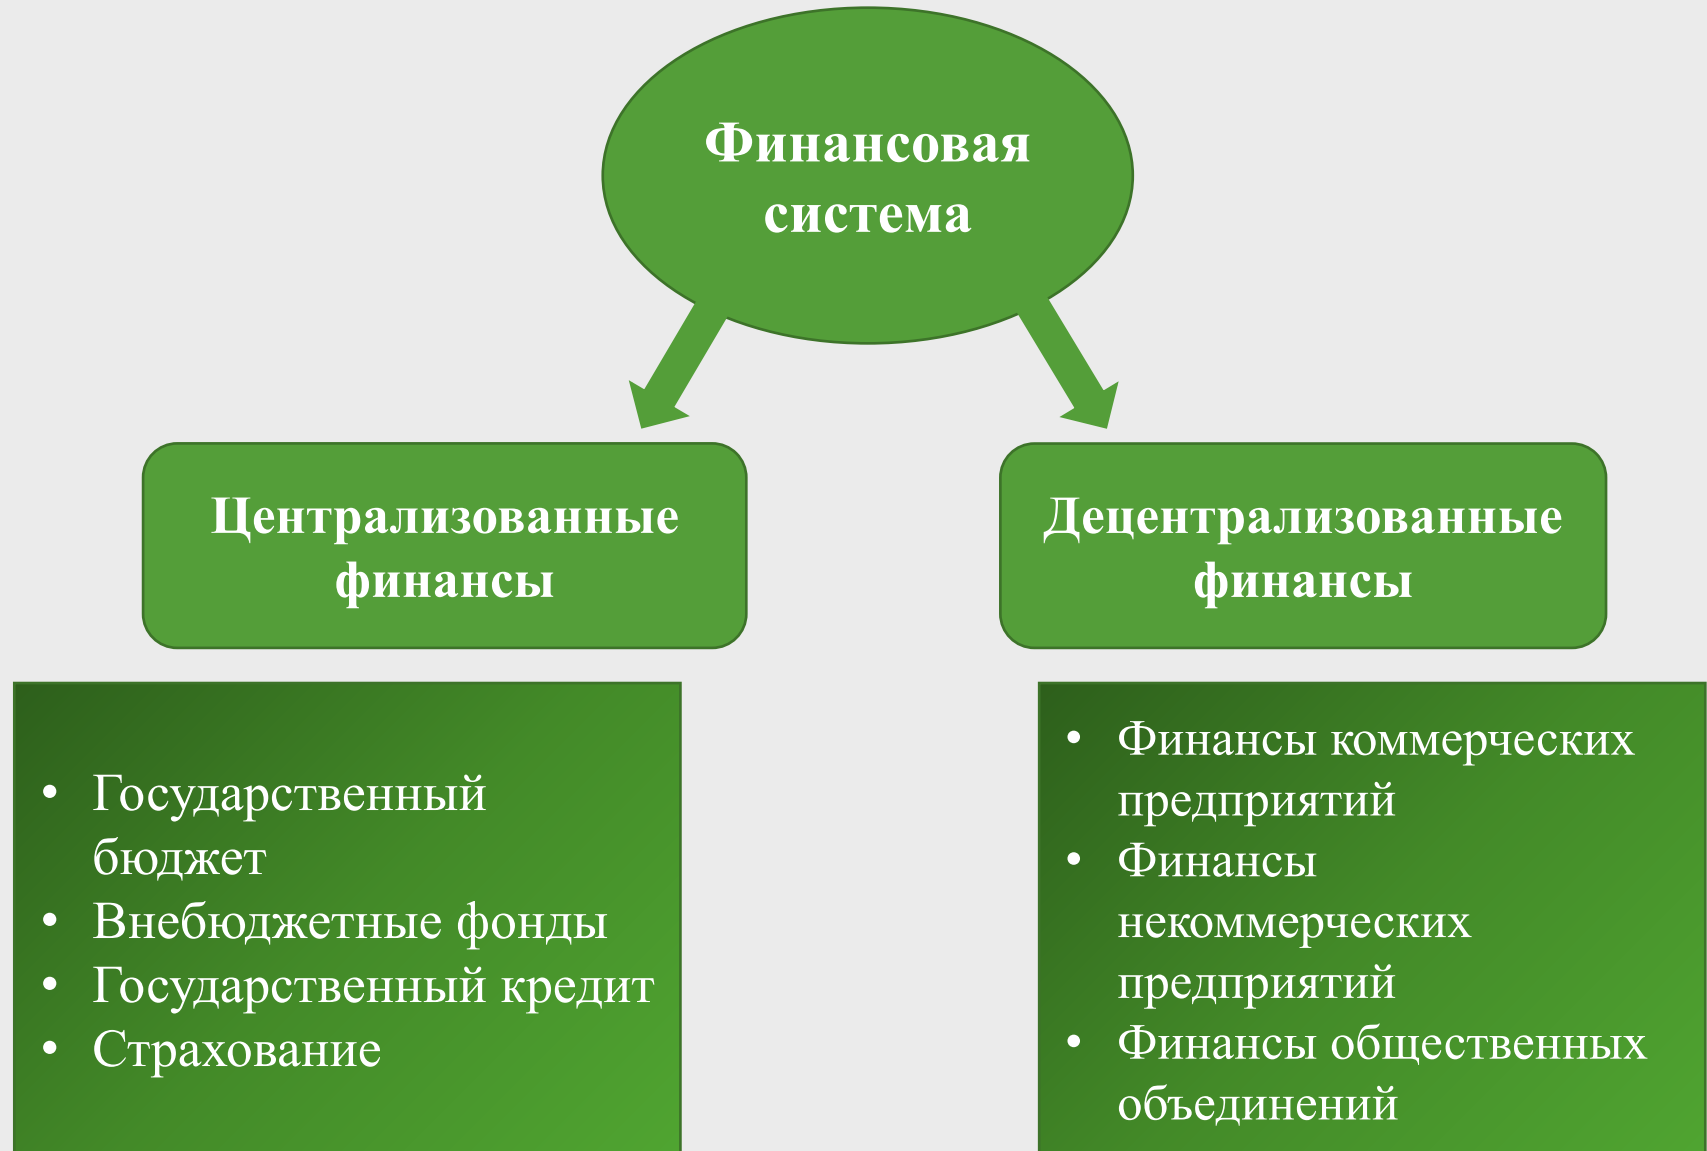 Финансовая
система
Централизованные
финансы
Децентрализованные
финансы
• Государственный
бюджет
• Внебюджетные фонды
• Государственный кредит
• Страхование
• Финансы коммерческих
предприятий
• Финансы
некоммерческих
предприятий
• Финансы общественных
объединений